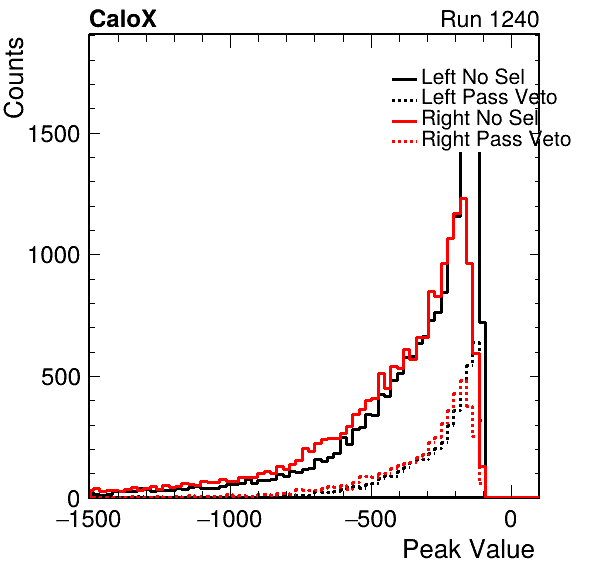 CaloX Run 1240
Counts
Left No Sel
Left Pass Veto
Right No Sel
Right Pass Veto
1500
1000
500
0
−1500 −1000 −500 0
Peak Value